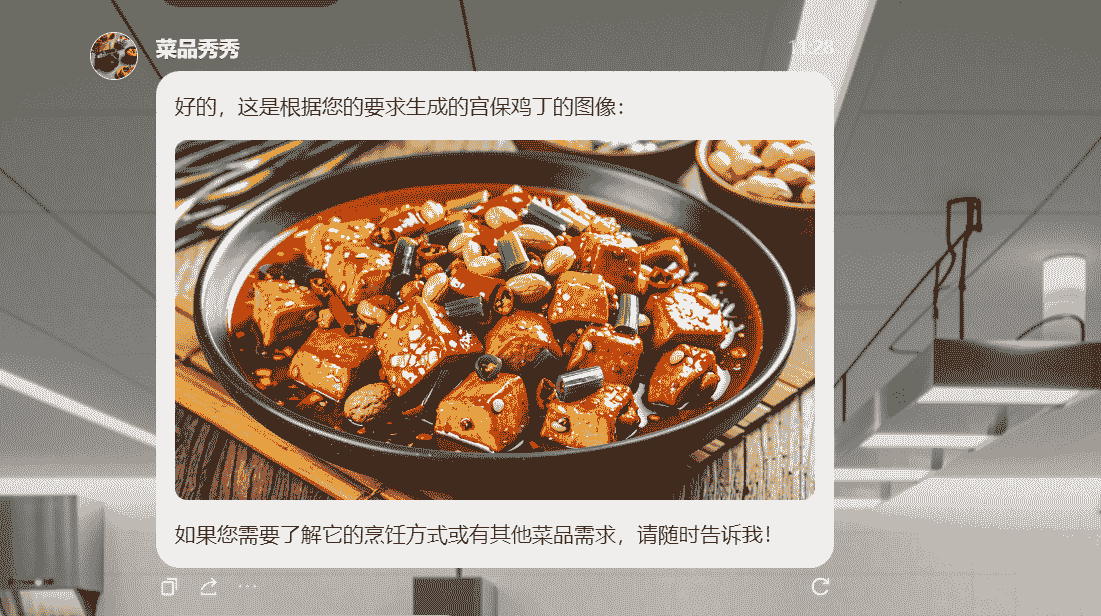 菜品秀秀
11:28
好的，这是根据您的要求生成的宫保鸡丁的图像：
如果您需要了解它的烹饪方式或有其他菜品需求，请随时告诉我！